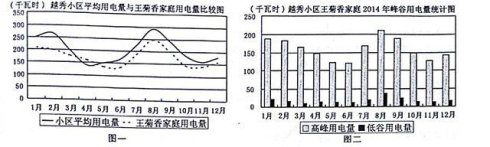 (千瓦时)越秀小区平均用电量与王菊香家庭用电量比较图
350
300
250
200
150
100
50
0
1月 2月 3月 4月 5月 6月 7月 8月 9月 10月 11月 12月
小区平均用电量 王菊香家庭用电量
图一
(千瓦时) 越秀小区王菊香家庭2014年峰谷用电量统计图
250
200
150
100
50
0
1月 2月 3月 4月 5月 6月 7月 8月 9月 10月 11月 12月
高峰用电量 低谷用电量
图二